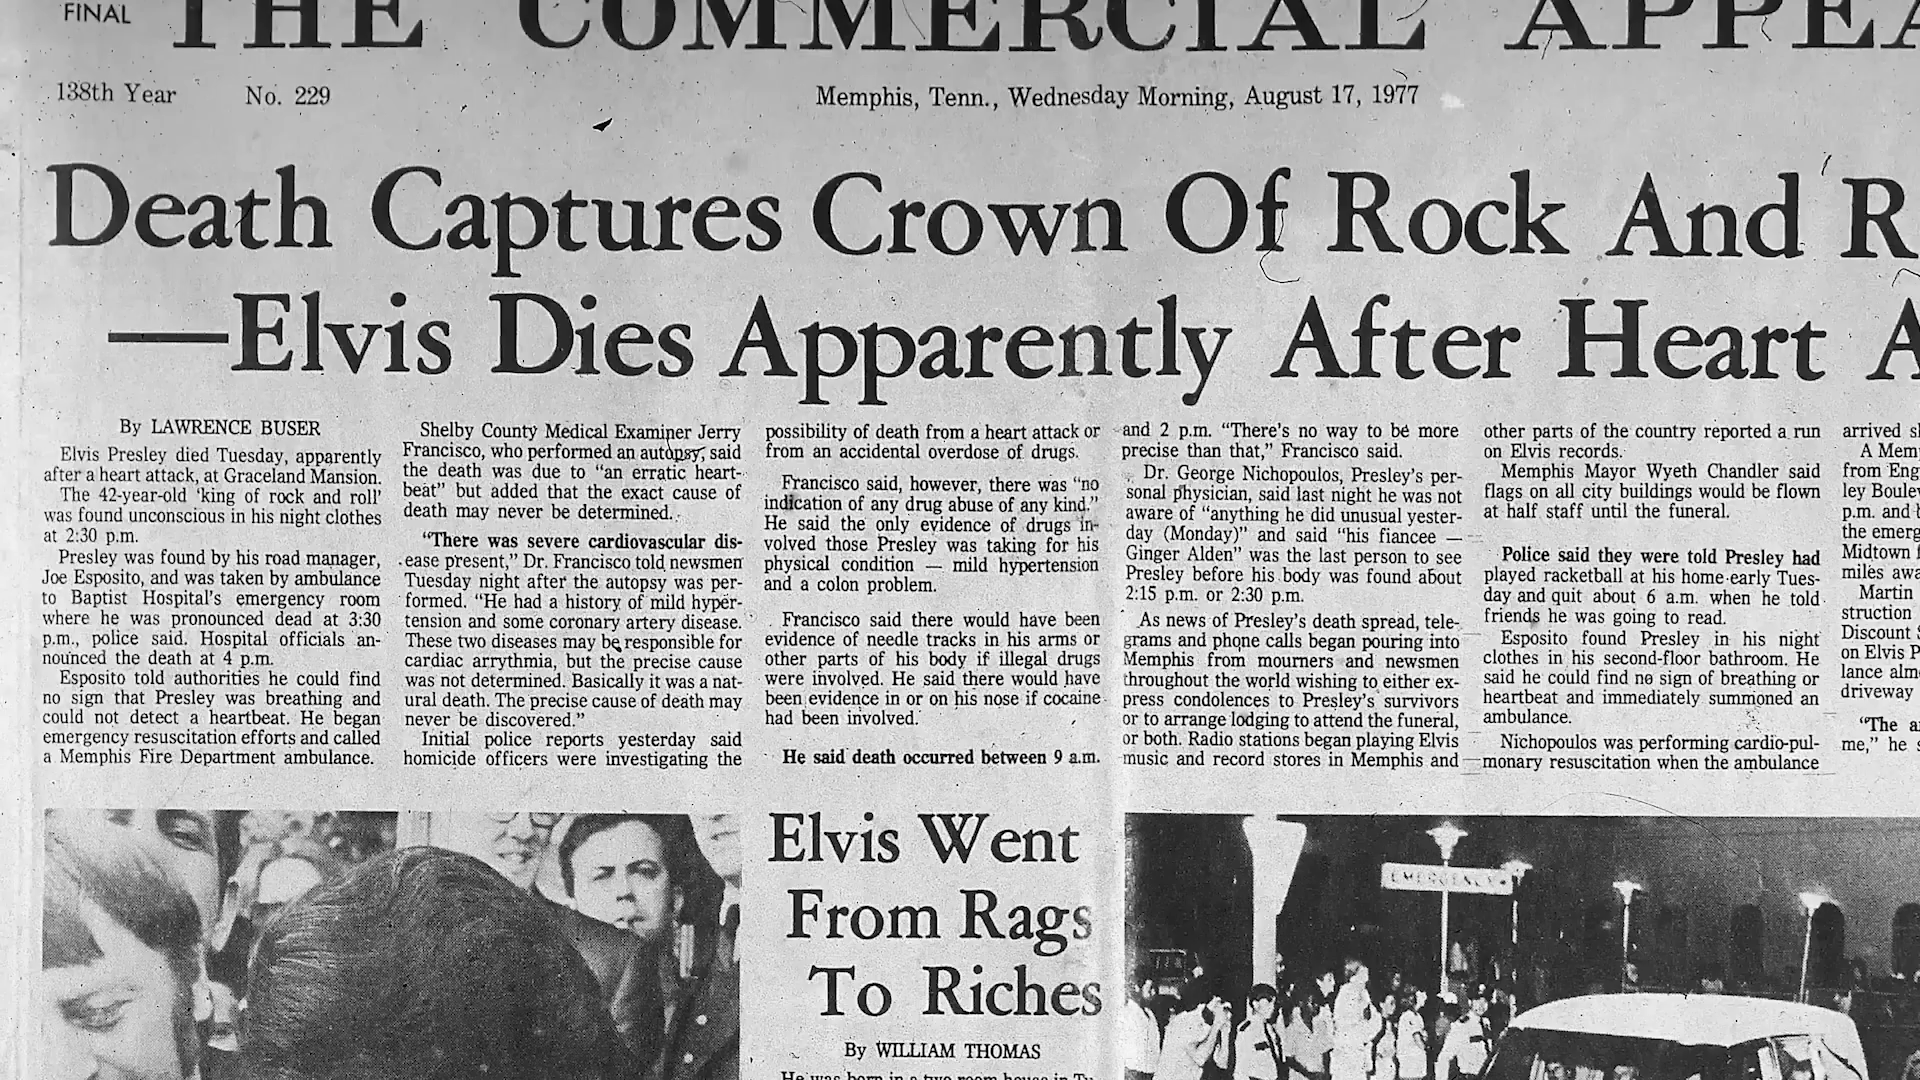 FINAL
THE COMMERCIAL APPEA
138th Year No. 229
Memphis, Tenn., Wednesday Morning, August 17, 1977
Death Captures Crown Of Rock And R
—Elvis Dies Apparently After Heart A
By LAWRENCE BUSER
Elvis Presley died Tuesday, apparently
after a heart attack, at Graceland Mansion.
The 42-year-old 'king of rock and roll'
was found unconscious in his night clothes
at 2:30 p.m.
Presley was found by his road manager,
Joe Esposito, and was taken by ambulance
to Baptist Hospital's emergency room
where he was pronounced dead at 3:30
p.m., police said. Hospital officials an-
nounced the death at 4 p.m.
Esposito told authorities he could find
no sign that Presley was breathing and
could not detect a heartbeat. He began
emergency resuscitation efforts and called
a Memphis Fire Department ambulance.
Shelby County Medical Examiner Jerry
Francisco, who performed an autopsy, said
the death was due to "an erratic heart-
beat" but added that the exact cause of
death may never be determined.
"There was severe cardiovascular dis-
ease present," Dr. Francisco told newsmen
Tuesday night after the autopsy was per-
formed. "He had a history of mild hyper-
tension and some coronary artery disease.
These two diseases may be responsible for
cardiac arrythmia, but the precise cause
was not determined. Basically it was a nat-
ural death. The precise cause of death may
never be discovered."
Initial police reports yesterday said
homicide officers were investigating the
possibility of death from a heart attack or
from an accidental overdose of drugs.
Francisco said, however, there was "no
indication of any drug abuse of any kind."
He said the only evidence of drugs in-
volved those Presley was taking for his
physical condition — mild hypertension
and a colon problem.
Francisco said there would have been
evidence of needle tracks in his arms or
other parts of his body if illegal drugs
were involved. He said there would have
been evidence in or on his nose if cocaine
had been involved.
He said death occurred between 9 a.m.
and 2 p.m. "There's no way to be more
precise than that," Francisco said.
Dr. George Nichopoulos, Presley's per-
sonal physician, said last night he was not
aware of "anything he did unusual yester-
day (Monday)" and said "his fiancee —
Ginger Alden" was the last person to see
Presley before his body was found about
2:15 p.m. or 2:30 p.m.
As news of Presley's death spread, tele-
grams and phone calls began pouring into
Memphis from mourners and newsmen
throughout the world wishing to either ex-
press condolences to Presley's survivors
or to arrange lodging to attend the funeral,
or both. Radio stations began playing Elvis
music and record stores in Memphis and
other parts of the country reported a run
on Elvis records.
Memphis Mayor Wyeth Chandler said
flags on all city buildings would be flown
at half staff until the funeral.
Police said they were told Presley had
played racketball at his home early Tues-
day and quit about 6 a.m. when he told
friends he was going to read.
Esposito found Presley in his night
clothes in his second-floor bathroom. He
said he could find no sign of breathing or
heartbeat and immediately summoned an
ambulance.
Nichopoulos was performing cardio-pul-
monary resuscitation when the ambulance
arrived s
A Mem
from Eng
ley Boule
p.m. and
the emerg
Midtown
miles awa
Martin
struction
Discount
on Elvis P
lance alm
driveway
"The a
me," he s
Elvis Went
From Rags
To Riches
By WILLIAM THOMAS
He was born in a two room house in Tu-
EMERGENCY